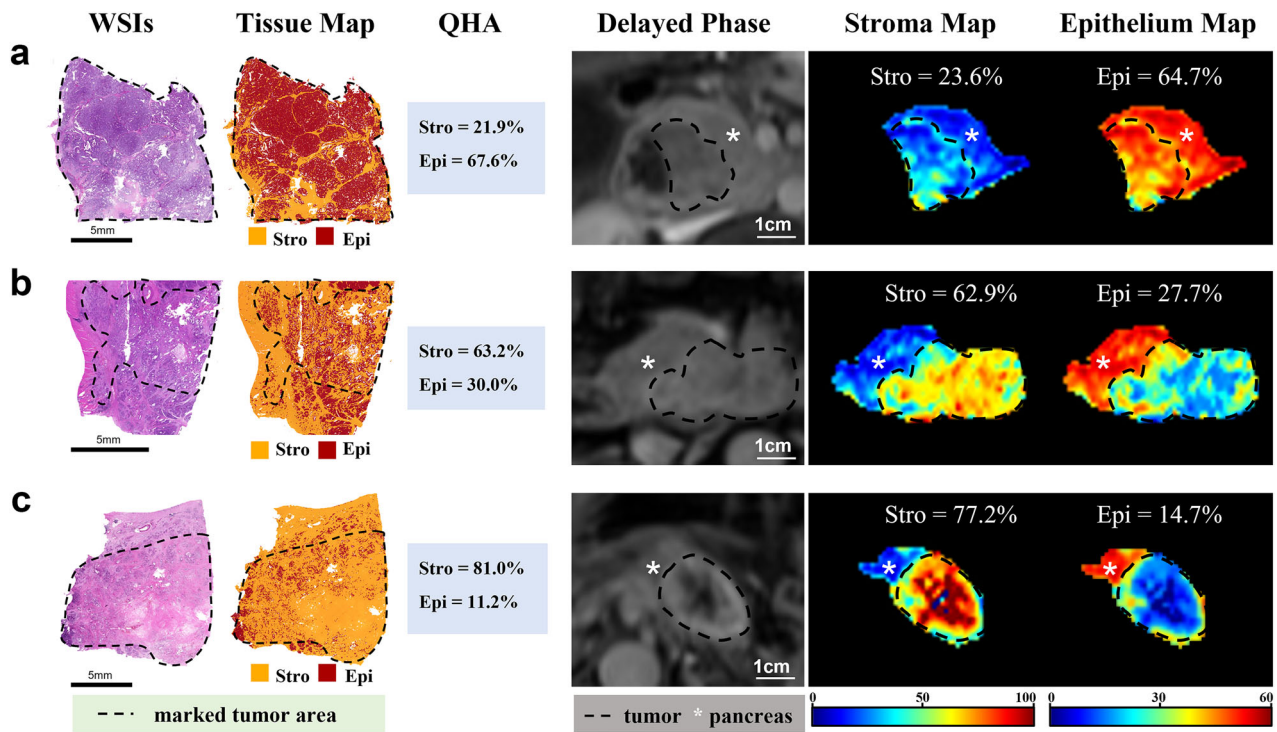 WSIs Tissue Map QHA Delayed Phase Stroma Map Epithelium Map
a
Stro = 21.9%
Epi = 67.6%
5mm
Stro Epi
*
1cm
Stro = 23.6%
*
Epi = 64.7%
*
b
Stro = 63.2%
Epi = 30.0%
5mm
Stro Epi
*
1cm
Stro = 62.9%
*
Epi = 27.7%
*
c
Stro = 81.0%
Epi = 11.2%
5mm
Stro Epi
*
1cm
Stro = 77.2%
*
Epi = 14.7%
*
marked tumor area
tumor * pancreas
0 50 100
0 30 60